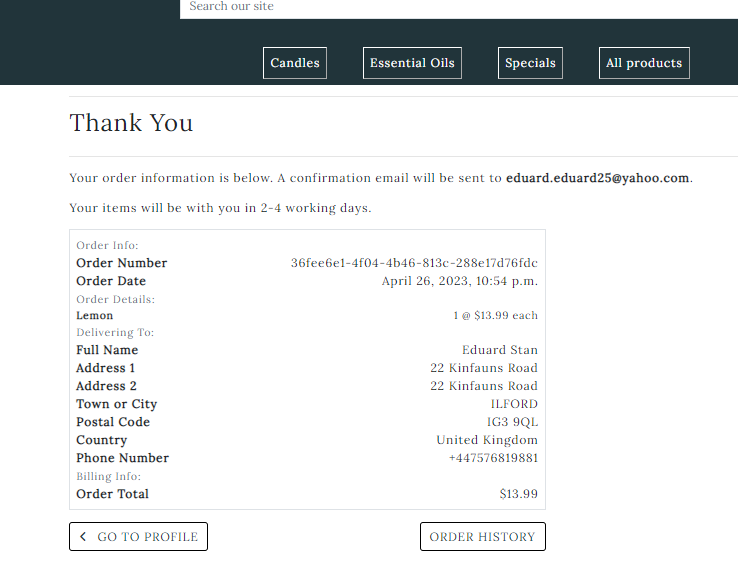 Search our site
Candles Essential Oils Specials All products
Thank You
Your order information is below. A confirmation email will be sent to eduard.eduard25@yahoo.com.
Your items will be with you in 2-4 working days.
Order Info:
Order Number 36fee6e1-4f04-4b46-813c-288e17d76fdc
Order Date April 26, 2023, 10:54 p.m.
Order Details:
Lemon 1 @ $13.99 each
Delivering To:
Full Name Eduard Stan
Address 1 22 Kinfauns Road
Address 2 22 Kinfauns Road
Town or City ILFORD
Postal Code IG3 9QL
Country United Kingdom
Phone Number +447576819881
Billing Info:
Order Total $13.99
GO TO PROFILE ORDER HISTORY